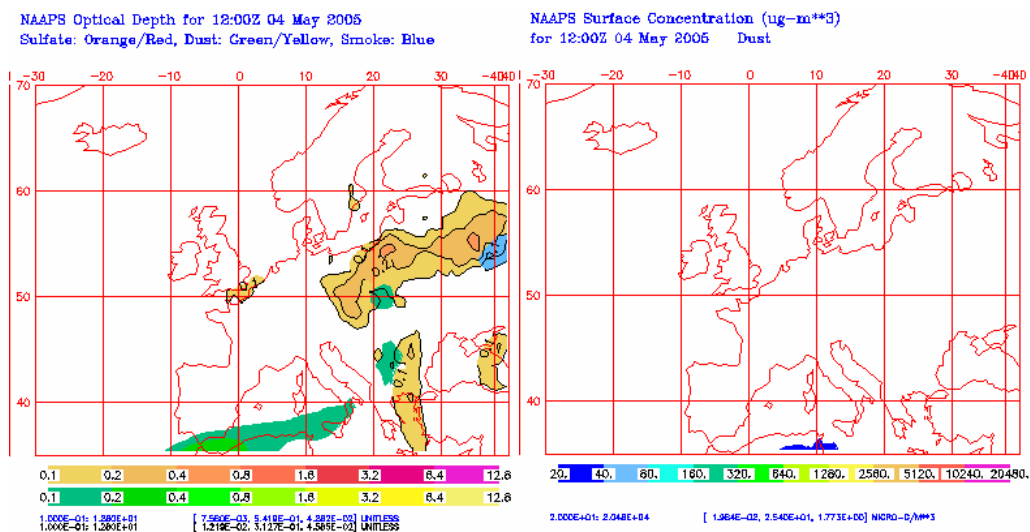 NAAPS Optical Depth for 12:00Z 04 May 2005
Sulfate: Orange/Red, Dust: Green/Yellow, Smoke: Blue
-30 -20 -10 0 10 20 30 -40
70
60
50
40
0.1
0.1 0.2 0.4 0.8 1.6 3.2 6.4 12.8
0.1 0.2 0.4 0.8 1.6 3.2 6.4 12.8
1.000E-01: 1.280E+01 [ 7.560E-03, 5.419E-01, 4.382E-02] UNITLESS
1.000E-01: 1.280E+01 [ 1.219E-02, 3.127E-01, 4.585E-02] UNITLESS
NAAPS Surface Concentration (ug-m**3)
for 12:00Z 04 May 2005 Dust
-30 -20 -10 0 10 20 30 -40
20. 40. 80. 160. 320. 640. 1280. 2560. 5120. 10240. 20480.
2.000E+01: 2.048E+04 [ 1.964E-02, 2.540E+01, 1.773E+00] MICRO-G/M**3